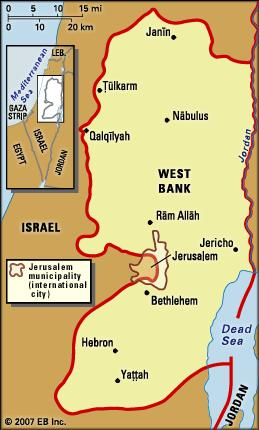 0 5 10 15 mi
0 10 20 km
Mediterranean
Sea
LEB.
GAZA
STRIP
ISRAEL
EGYPT
JORDAN
Janīn
Ṭūlkarm
Nābulus
Qalqīlyah
Jordan
WEST
BANK
ISRAEL
Rām Allāh
Jericho
Jerusalem
Jerusalem
municipality
(international
city)
Bethlehem
Dead
Sea
Hebron
Yaṭṭah
JORDAN
© 2007 EB Inc.